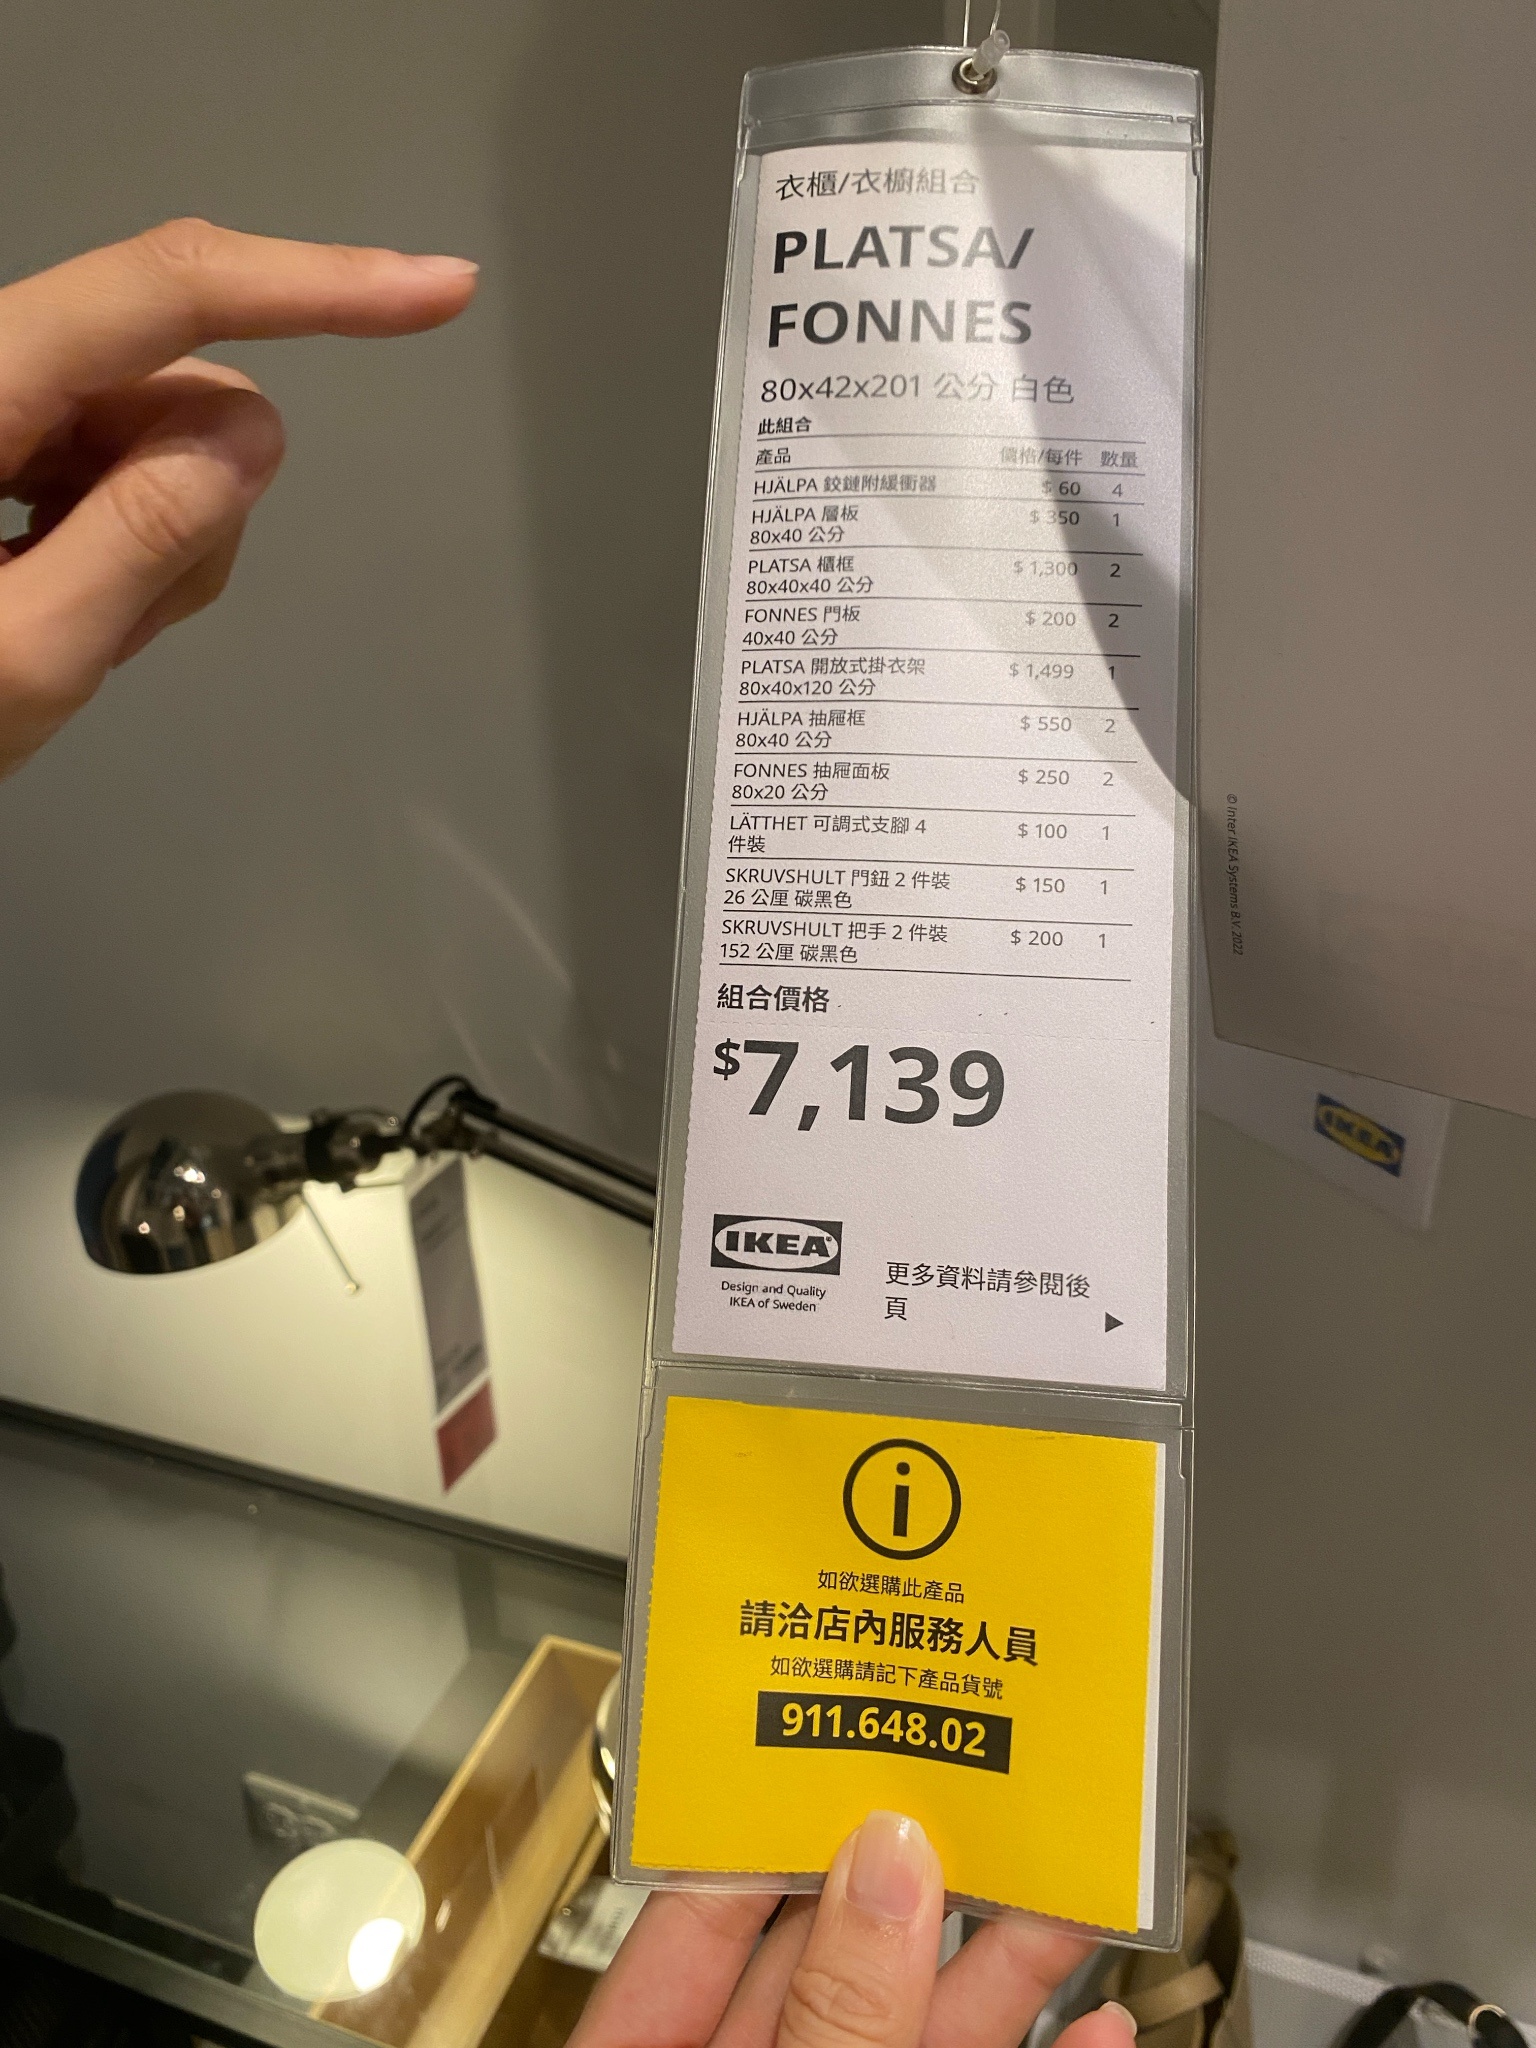 衣櫃/衣櫥組合
PLATSA/
FONNES
80x42x201 公分 白色
此組合
產品 價格/每件 數量
HJÄLPA 鉸鏈附緩衝器 $ 60 4
HJÄLPA 層板 $ 350 1
80x40 公分
PLATSA 櫃框 $ 1,300 2
80x40x40 公分
FONNES 門板 $ 200 2
40x40 公分
PLATSA 開放式掛衣架 $ 1,499 1
80x40x120 公分
HJÄLPA 抽屜框 $ 550 2
80x40 公分
FONNES 抽屜面板 $ 250 2
80x20 公分
LÄTTHET 可調式支腳 4 $ 100 1
件裝
SKRUVSHULT 門鈕 2 件裝 $ 150 1
26 公厘 碳黑色
SKRUVSHULT 把手 2 件裝 $ 200 1
152 公厘 碳黑色
組合價格
$7,139
IKEA®
Design and Quality
IKEA of Sweden
更多資料請參閱後
頁
i
如欲選購此產品
請洽店內服務人員
如欲選購請記下產品貨號
911.648.02
© Inter IKEA Systems B.V. 2022
IKEA